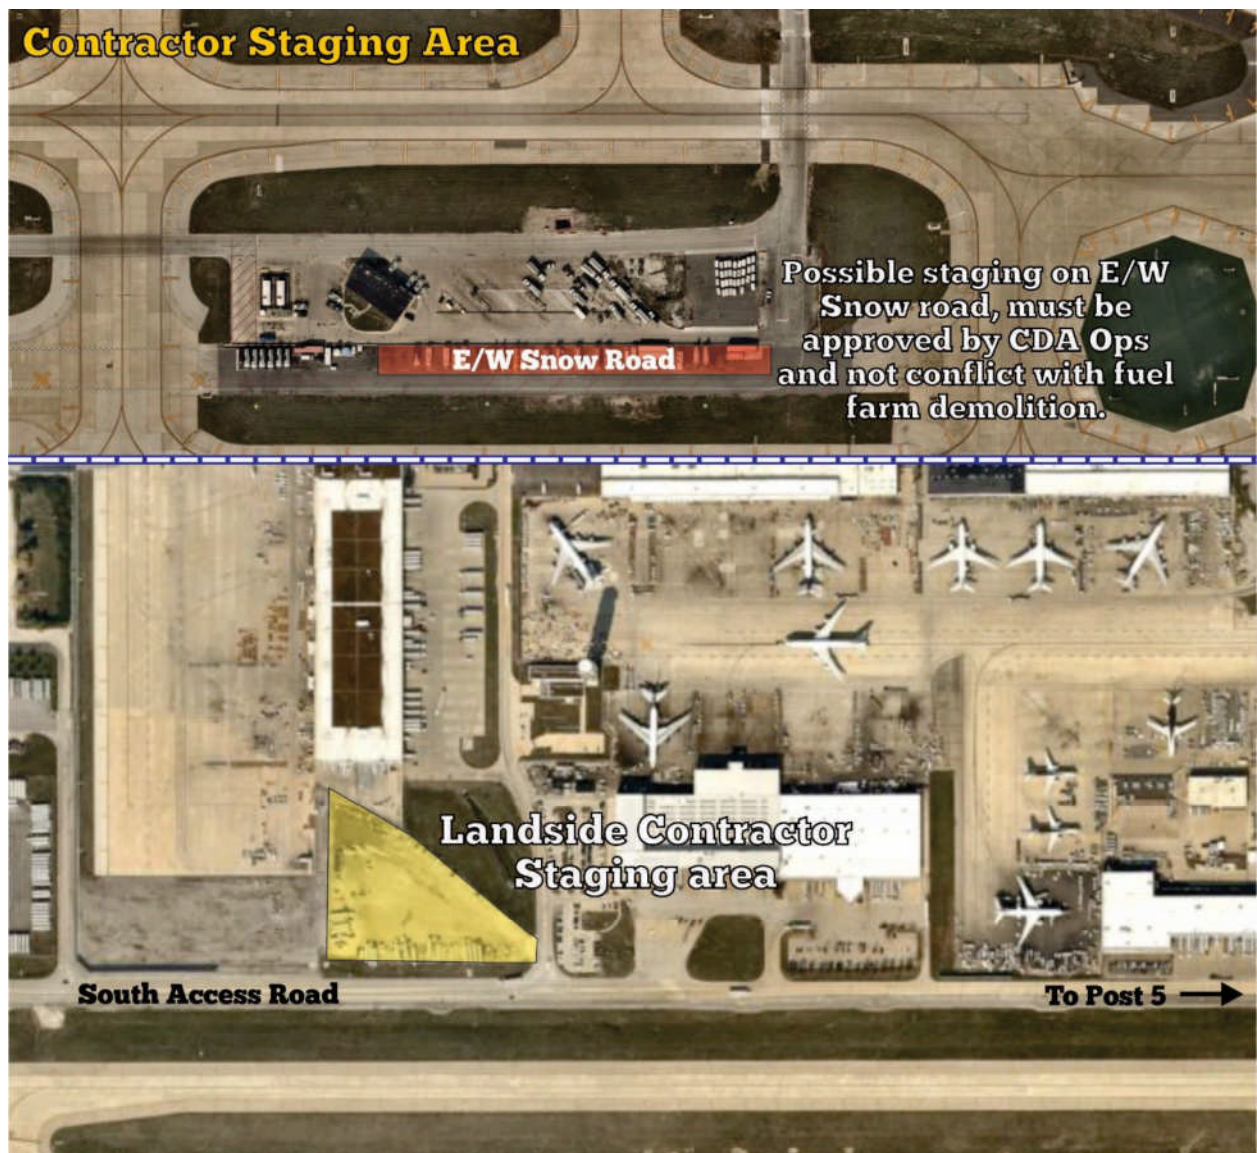 Contractor Staging Area
Possible staging on E/W
Snow road, must be
approved by CDA Ops
and not conflict with fuel
farm demolition.
E/W Snow Road
Landside Contractor
Staging area
South Access Road
To Post 5